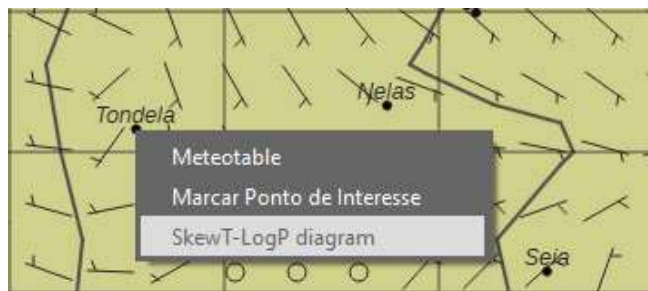 Nelas
Tondela
Meteotable
Marcar Ponto de Interesse
SkewT-LogP diagram
Seia